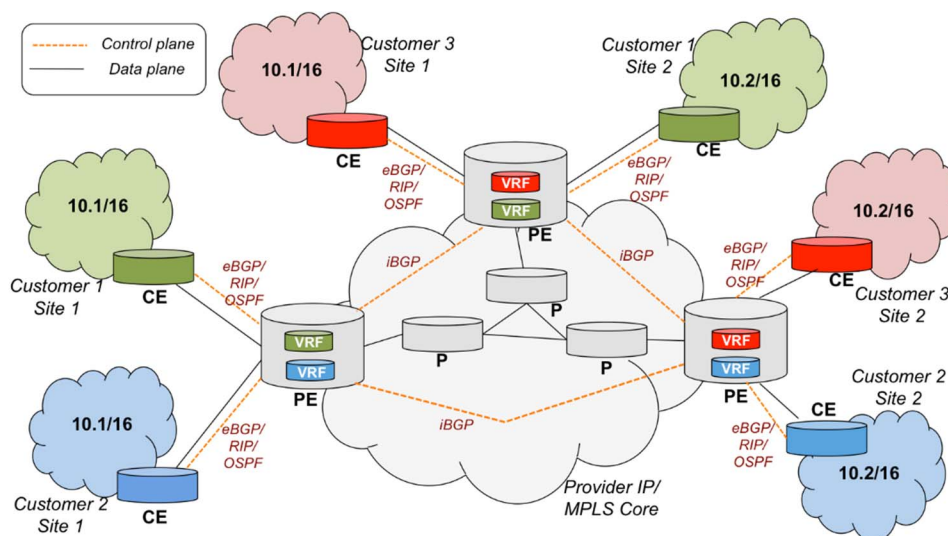 Control plane
Data plane
Customer 3
Site 1
10.1/16
CE
eBGP/
RIP/
OSPF
Customer 1
Site 2
10.2/16
CE
eBGP/
RIP/
OSPF
VRF
VRF
PE
10.1/16
CE
Customer 1
Site 1
eBGP/
RIP/
OSPF
10.2/16
CE
Customer 3
Site 2
eBGP/
RIP/
OSPF
iBGP
iBGP
P
P
P
VRF
VRF
PE
VRF
VRF
PE
iBGP
10.1/16
CE
Customer 2
Site 1
eBGP/
RIP/
OSPF
Customer 2
Site 2
CE
10.2/16
eBGP/
RIP/
OSPF
Provider IP/
MPLS Core